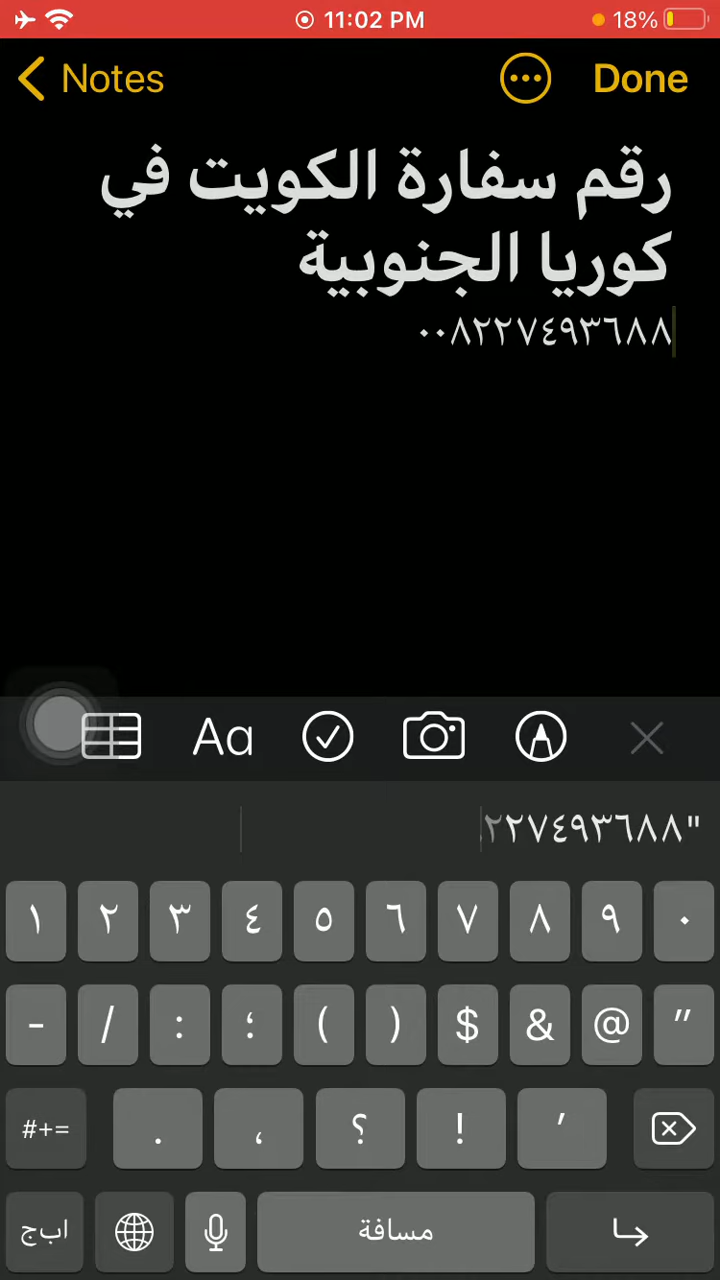 11:02 PM
18%
Notes
Done
رقم سفارة الكويت في
كوريا الجنوبية
٠٠٨٢٢٧٤٩٣٦٨٨
Aa
٢٢٧٤٩٣٦٨٨"
١ ٢ ٣ ٤ ٥ ٦ ٧ ٨ ٩ ٠
- / : ؛ ( ) $ & @ "
#+= . ، ؟ ! '
ابج مسافة